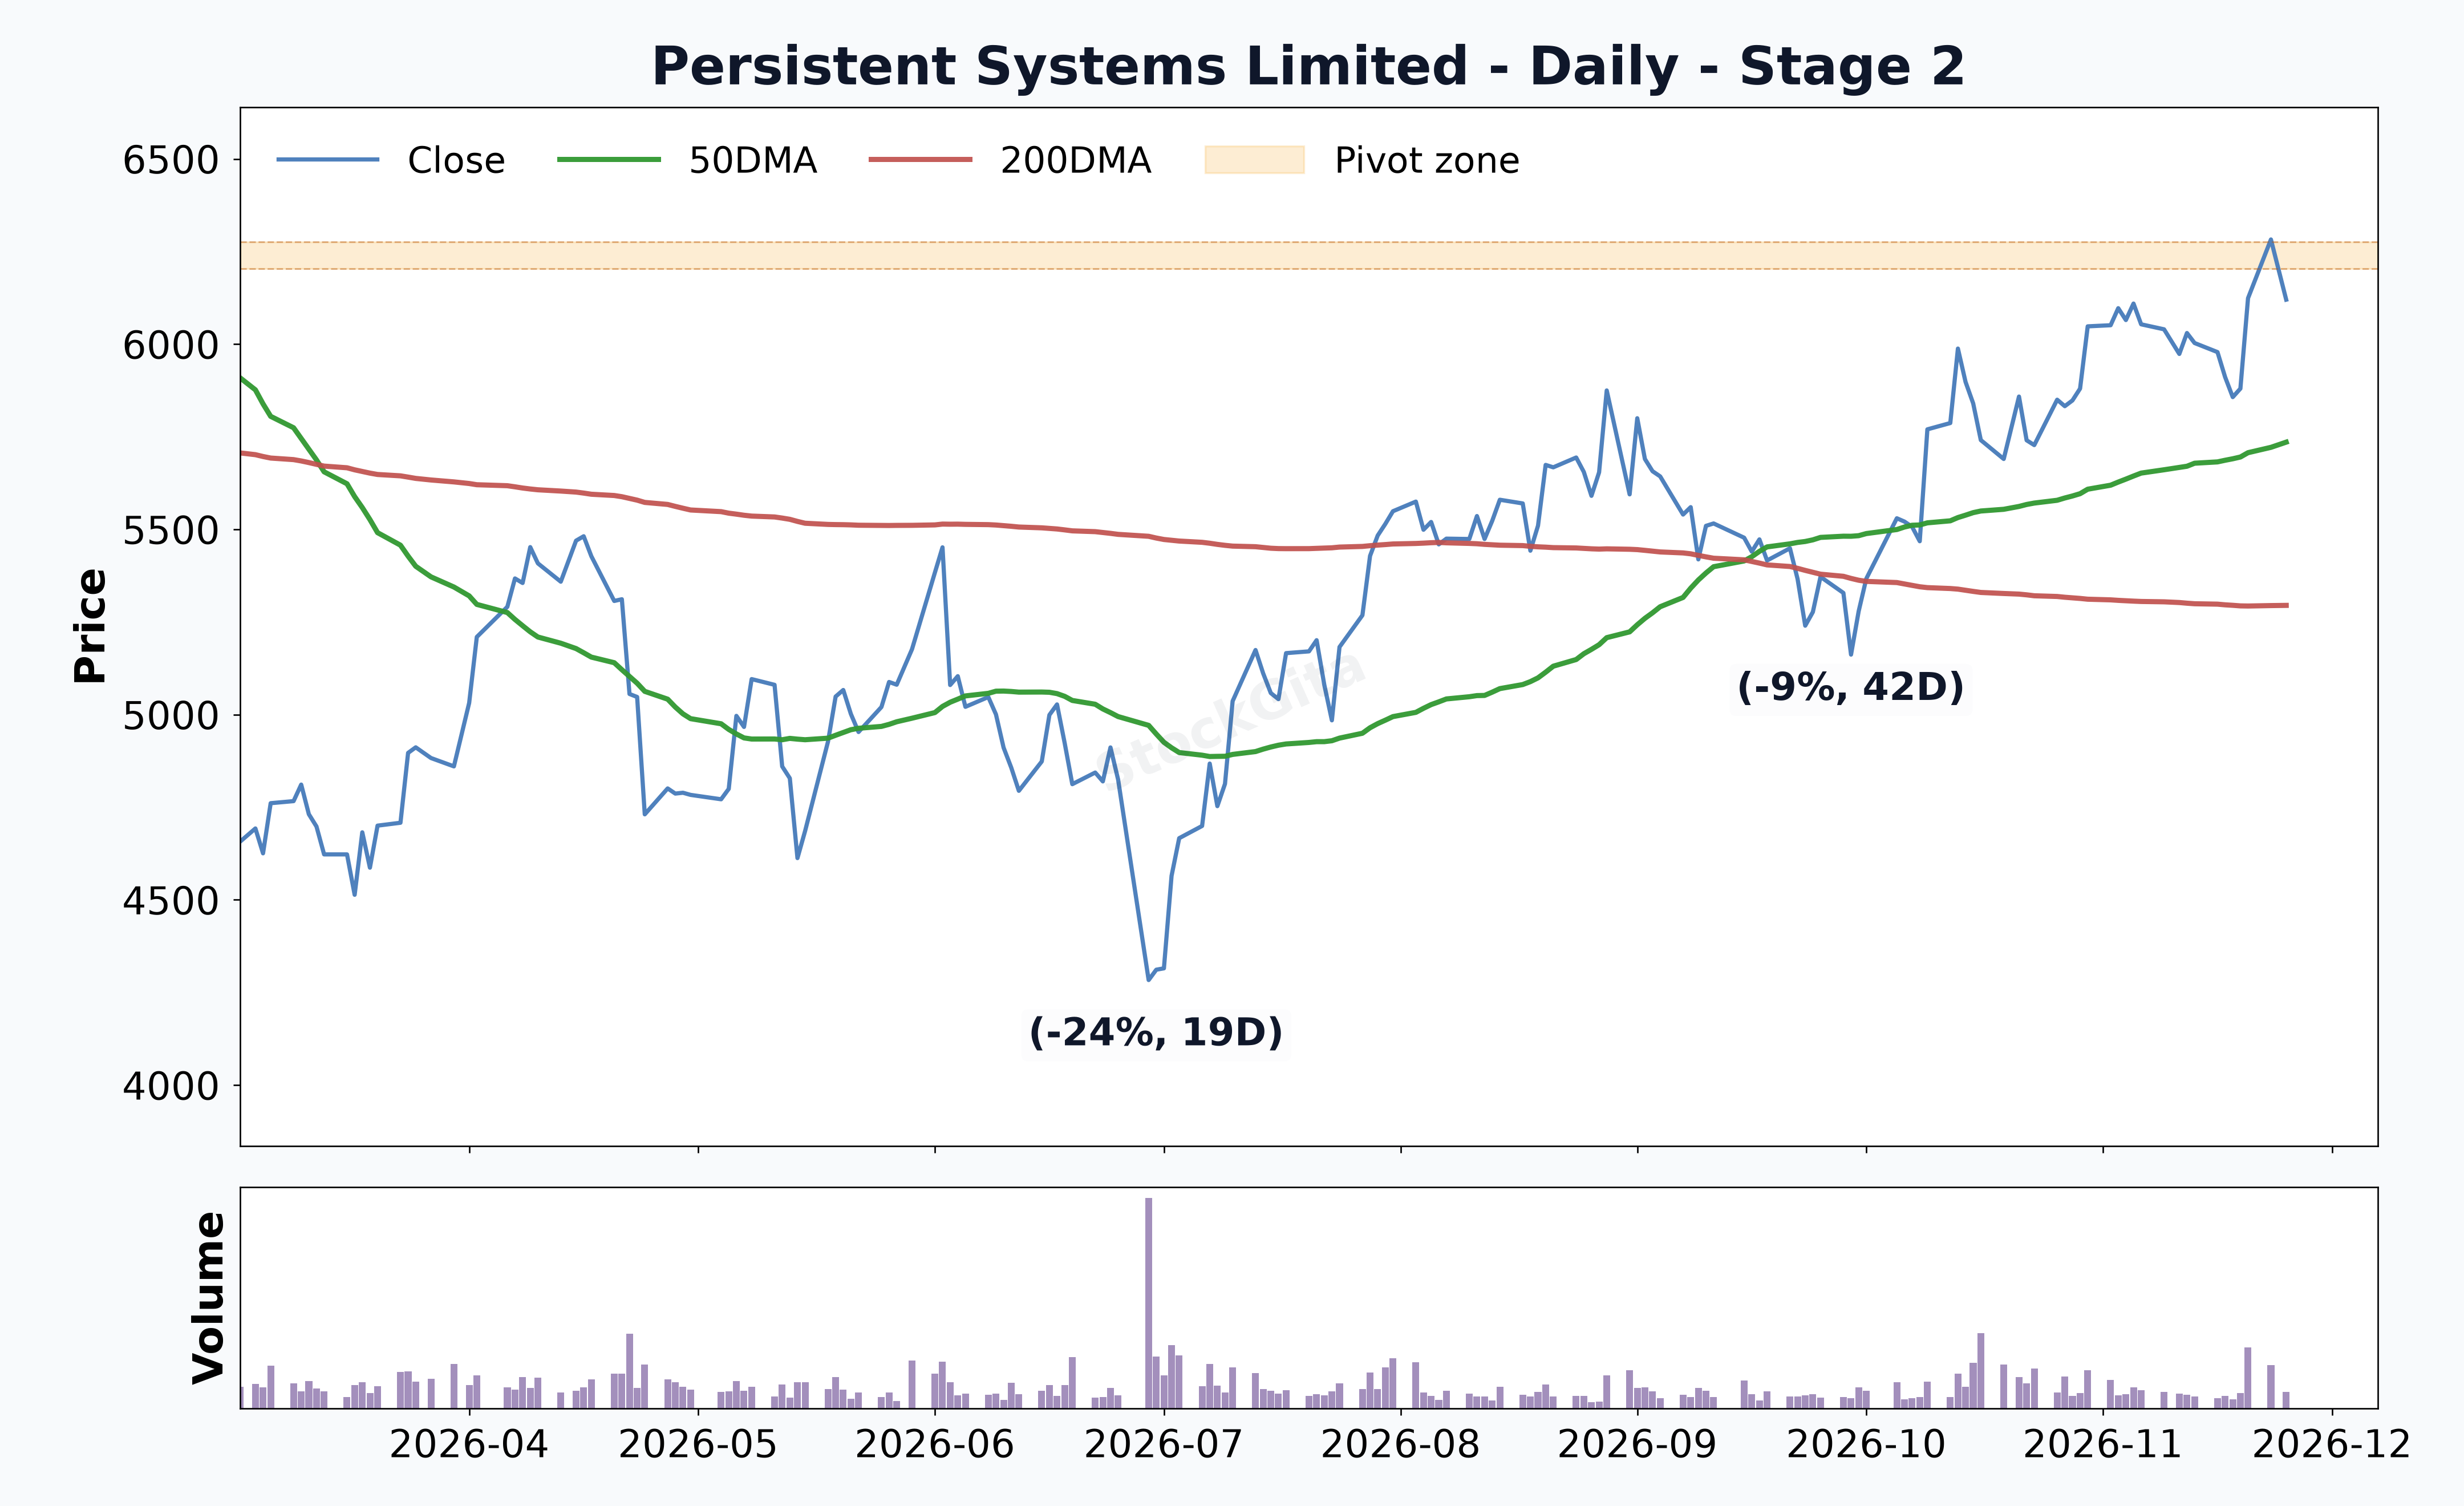 Persistent Systems Limited - Daily - Stage 2
Close 50DMA 200DMA Pivot zone
6500
6000
5500
5000
4500
4000
Price
StockGita
(-9%, 42D)
(-24%, 19D)
Volume
2026-04 2026-05 2026-06 2026-07 2026-08 2026-09 2026-10 2026-11 2026-12